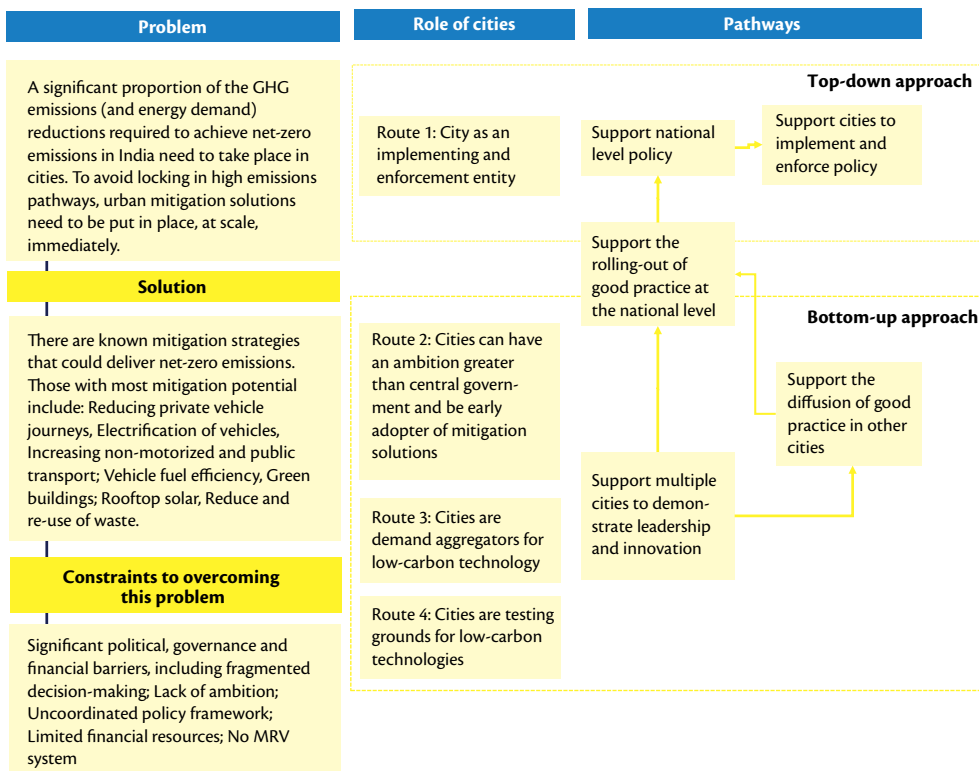 Problem
A significant proportion of the GHG
emissions (and energy demand)
reductions required to achieve net-zero
emissions in India need to take place in
cities. To avoid locking in high emissions
pathways, urban mitigation solutions
need to be put in place, at scale,
immediately.
Solution
There are known mitigation strategies
that could deliver net-zero emissions.
Those with most mitigation potential
include: Reducing private vehicle
journeys, Electrification of vehicles,
Increasing non-motorized and public
transport; Vehicle fuel efficiency, Green
buildings; Rooftop solar, Reduce and
re-use of waste.
Constraints to overcoming
this problem
Significant political, governance and
financial barriers, including fragmented
decision-making; Lack of ambition;
Uncoordinated policy framework;
Limited financial resources; No MRV
system
Role of cities
Route 1: City as an
implementing and
enforcement entity
Route 2: Cities can have
an ambition greater
than central govern-
ment and be early
adopter of mitigation
solutions
Route 3: Cities are
demand aggregators for
low-carbon technology
Route 4: Cities are testing
grounds for low-carbon
technologies
Pathways
Top-down approach
Support national
level policy
Support cities to
implement and
enforce policy
Support the
rolling-out of
good practice at
the national level
Bottom-up approach
Support the
diffusion of good
practice in other
cities
Support multiple
cities to demon-
strate leadership
and innovation